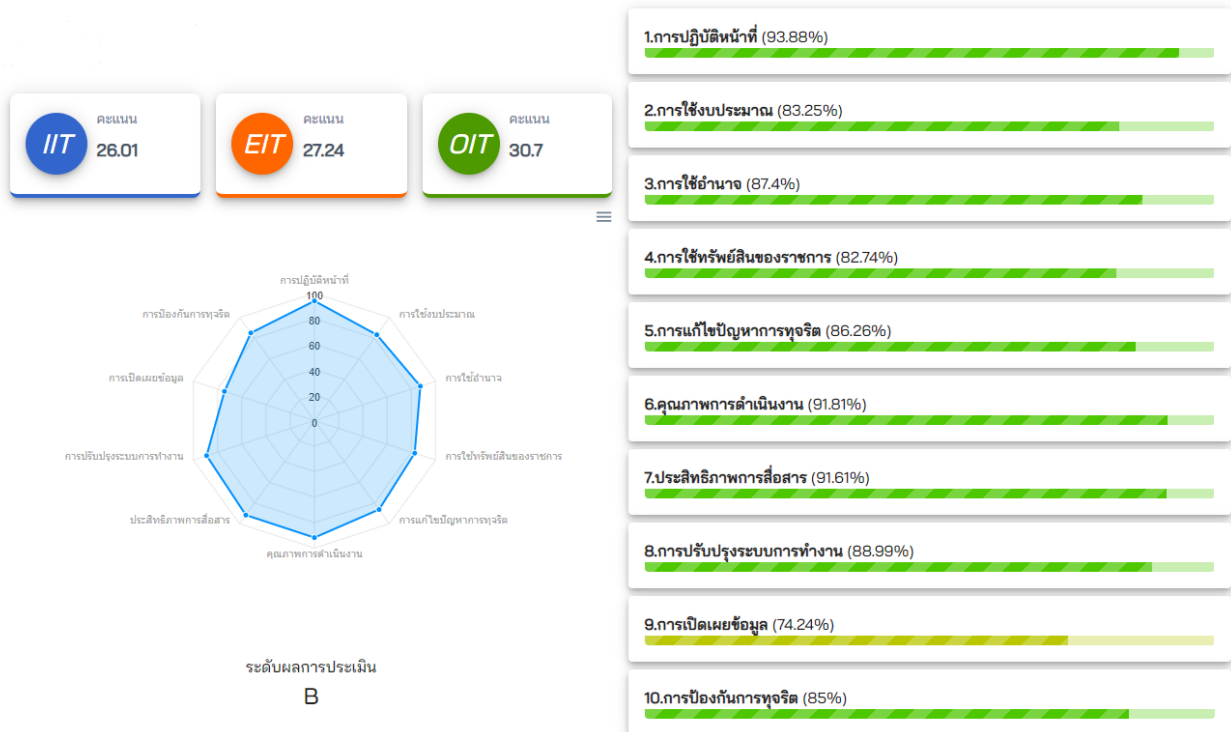 IIT
คะแนน
26.01
EIT
คะแนน
27.24
OIT
คะแนน
30.7
การปฏิบัติหน้าที่
การใช้งบประมาณ
การใช้อำนาจ
การใช้ทรัพย์สินของราชการ
การแก้ไขปัญหาการทุจริต
คุณภาพการดำเนินงาน
ประสิทธิภาพการสื่อสาร
การปรับปรุงระบบการทำงาน
การเปิดเผยข้อมูล
การป้องกันการทุจริต
100
80
60
40
20
0
ระดับผลการประเมิน
B
1.การปฏิบัติหน้าที่ (93.88%)
2.การใช้งบประมาณ (83.25%)
3.การใช้อำนาจ (87.4%)
4.การใช้ทรัพย์สินของราชการ (82.74%)
5.การแก้ไขปัญหาการทุจริต (86.26%)
6.คุณภาพการดำเนินงาน (91.81%)
7.ประสิทธิภาพการสื่อสาร (91.61%)
8.การปรับปรุงระบบการทำงาน (88.99%)
9.การเปิดเผยข้อมูล (74.24%)
10.การป้องกันการทุจริต (85%)